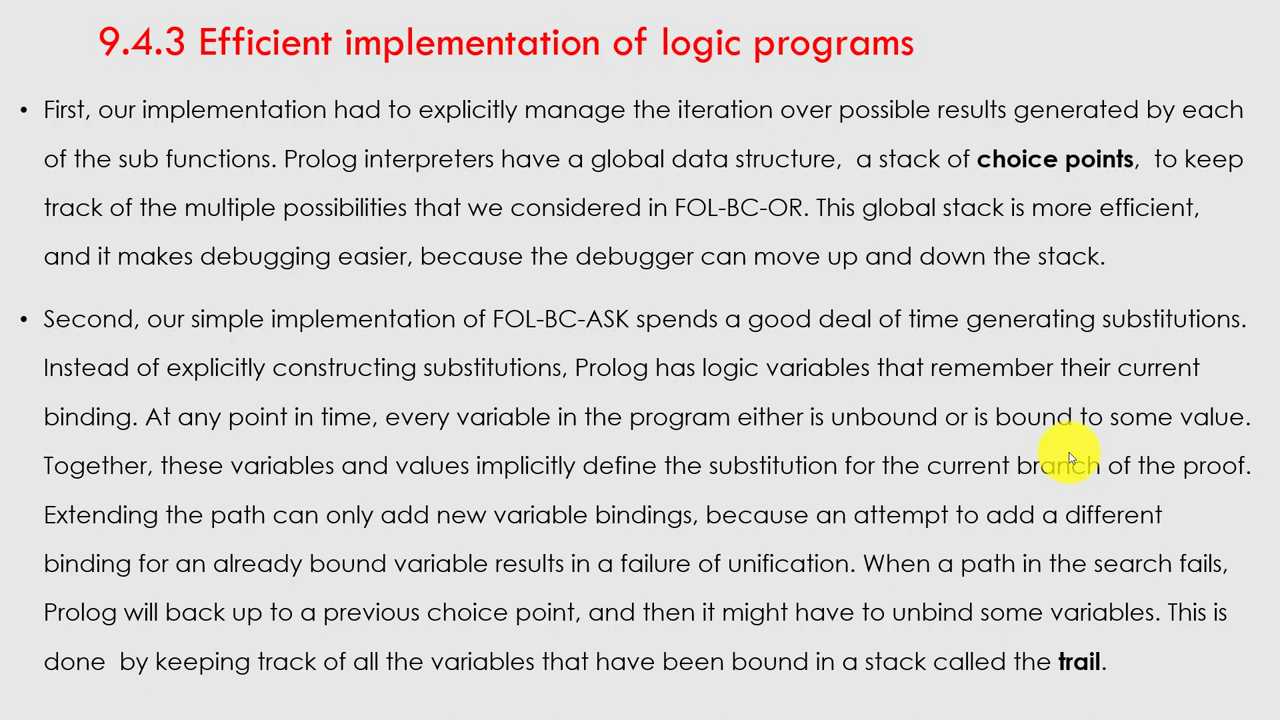 9.4.3 Efficient implementation of logic programs
• First, our implementation had to explicitly manage the iteration over possible results generated by each
of the sub functions. Prolog interpreters have a global data structure, a stack of choice points, to keep
track of the multiple possibilities that we considered in FOL-BC-OR. This global stack is more efficient,
and it makes debugging easier, because the debugger can move up and down the stack.
• Second, our simple implementation of FOL-BC-ASK spends a good deal of time generating substitutions.
Instead of explicitly constructing substitutions, Prolog has logic variables that remember their current
binding. At any point in time, every variable in the program either is unbound or is bound to some value.
Together, these variables and values implicitly define the substitution for the current branch of the proof.
Extending the path can only add new variable bindings, because an attempt to add a different
binding for an already bound variable results in a failure of unification. When a path in the search fails,
Prolog will back up to a previous choice point, and then it might have to unbind some variables. This is
done by keeping track of all the variables that have been bound in a stack called the trail.